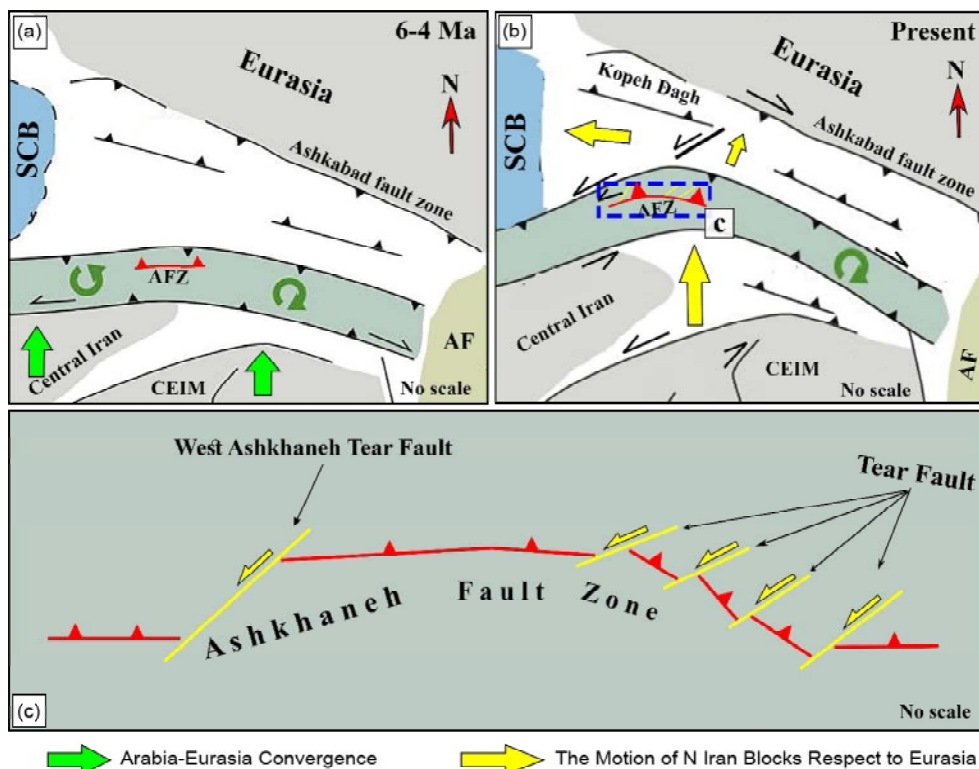 (a)
6-4 Ma
Eurasia
N
SCB
Ashkabad fault zone
AFZ
Central Iran
CEIM
AF
No scale
(b)
Present
Eurasia
Kopeh Dagh
N
SCB
Ashkabad fault zone
AFZ
c
Central Iran
CEIM
AF
No scale
West Ashkhaneh Tear Fault
Tear Fault
Ashkhaneh Fault Zone
(c)
No scale
Arabia-Eurasia Convergence
The Motion of N Iran Blocks Respect to Eurasia